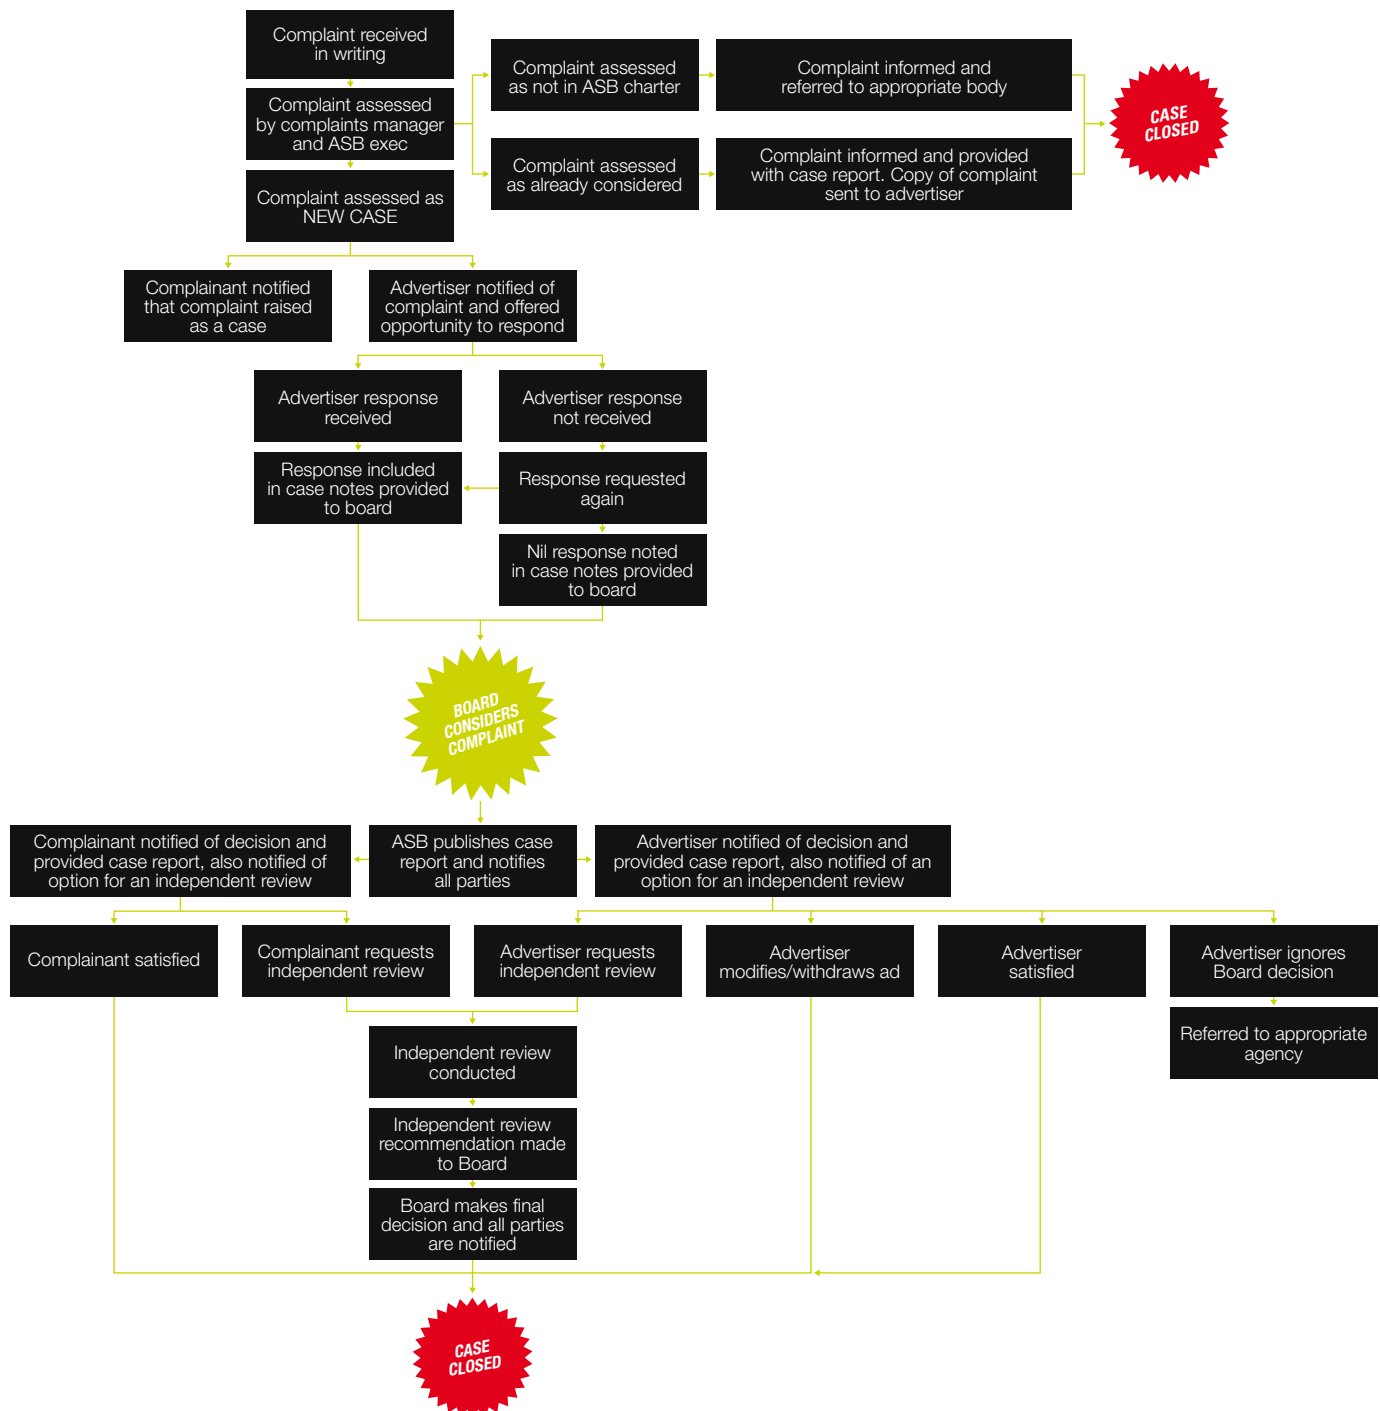 Complaint received
in writing
Complaint assessed
as not in ASB charter
Complaint informed and
referred to appropriate body
CASE
CLOSED
Complaint assessed
by complaints manager
and ASB exec
Complaint assessed
as already considered
Complaint informed and provided
with case report. Copy of complaint
sent to advertiser
Complaint assessed as
NEW CASE
Complainant notified
that complaint raised
as a case
Advertiser notified of
complaint and offered
opportunity to respond
Advertiser response
received
Advertiser response
not received
Response included
in case notes provided
to board
Response requested
again
Nil response noted
in case notes provided
to board
BOARD
CONSIDERS
COMPLAINT
Complainant notified of decision and
provided case report, also notified of
option for an independent review
ASB publishes case
report and notifies
all parties
Advertiser notified of decision and
provided case report, also notified of an
option for an independent review
Complainant satisfied
Complainant requests
independent review
Advertiser requests
independent review
Advertiser
modifies/withdraws ad
Advertiser
satisfied
Advertiser ignores
Board decision
Independent review
conducted
Referred to appropriate
agency
Independent review
recommendation made
to Board
Board makes final
decision and all parties
are notified
CASE
CLOSED